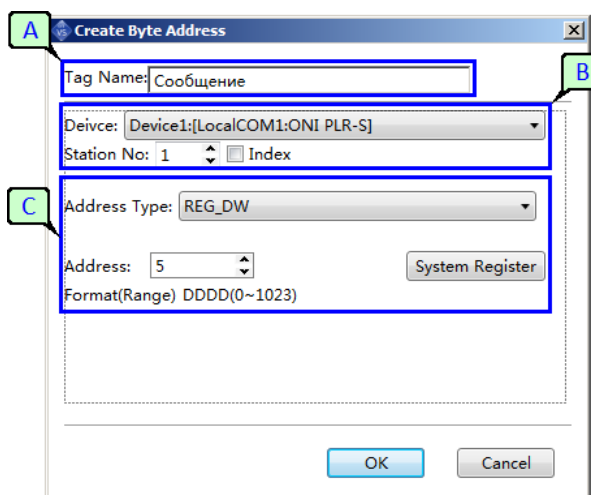 A
Create Byte Address
Tag Name: Сообщение
B
Deivce: Device1:[LocalCOM1:ONI PLR-S]
Station No: 1 Index
C
Address Type: REG_DW
Address: 5 System Register
Format(Range) DDDD(0~1023)
OK Cancel